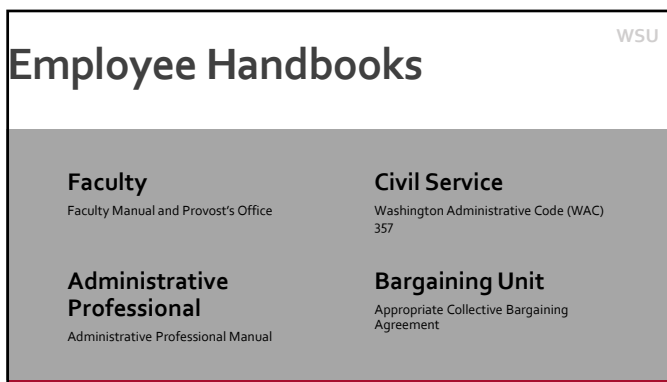 WSU
Employee Handbooks
Faculty
Faculty Manual and Provost's Office
Civil Service
Washington Administrative Code (WAC)
357
Administrative
Professional
Administrative Professional Manual
Bargaining Unit
Appropriate Collective Bargaining
Agreement